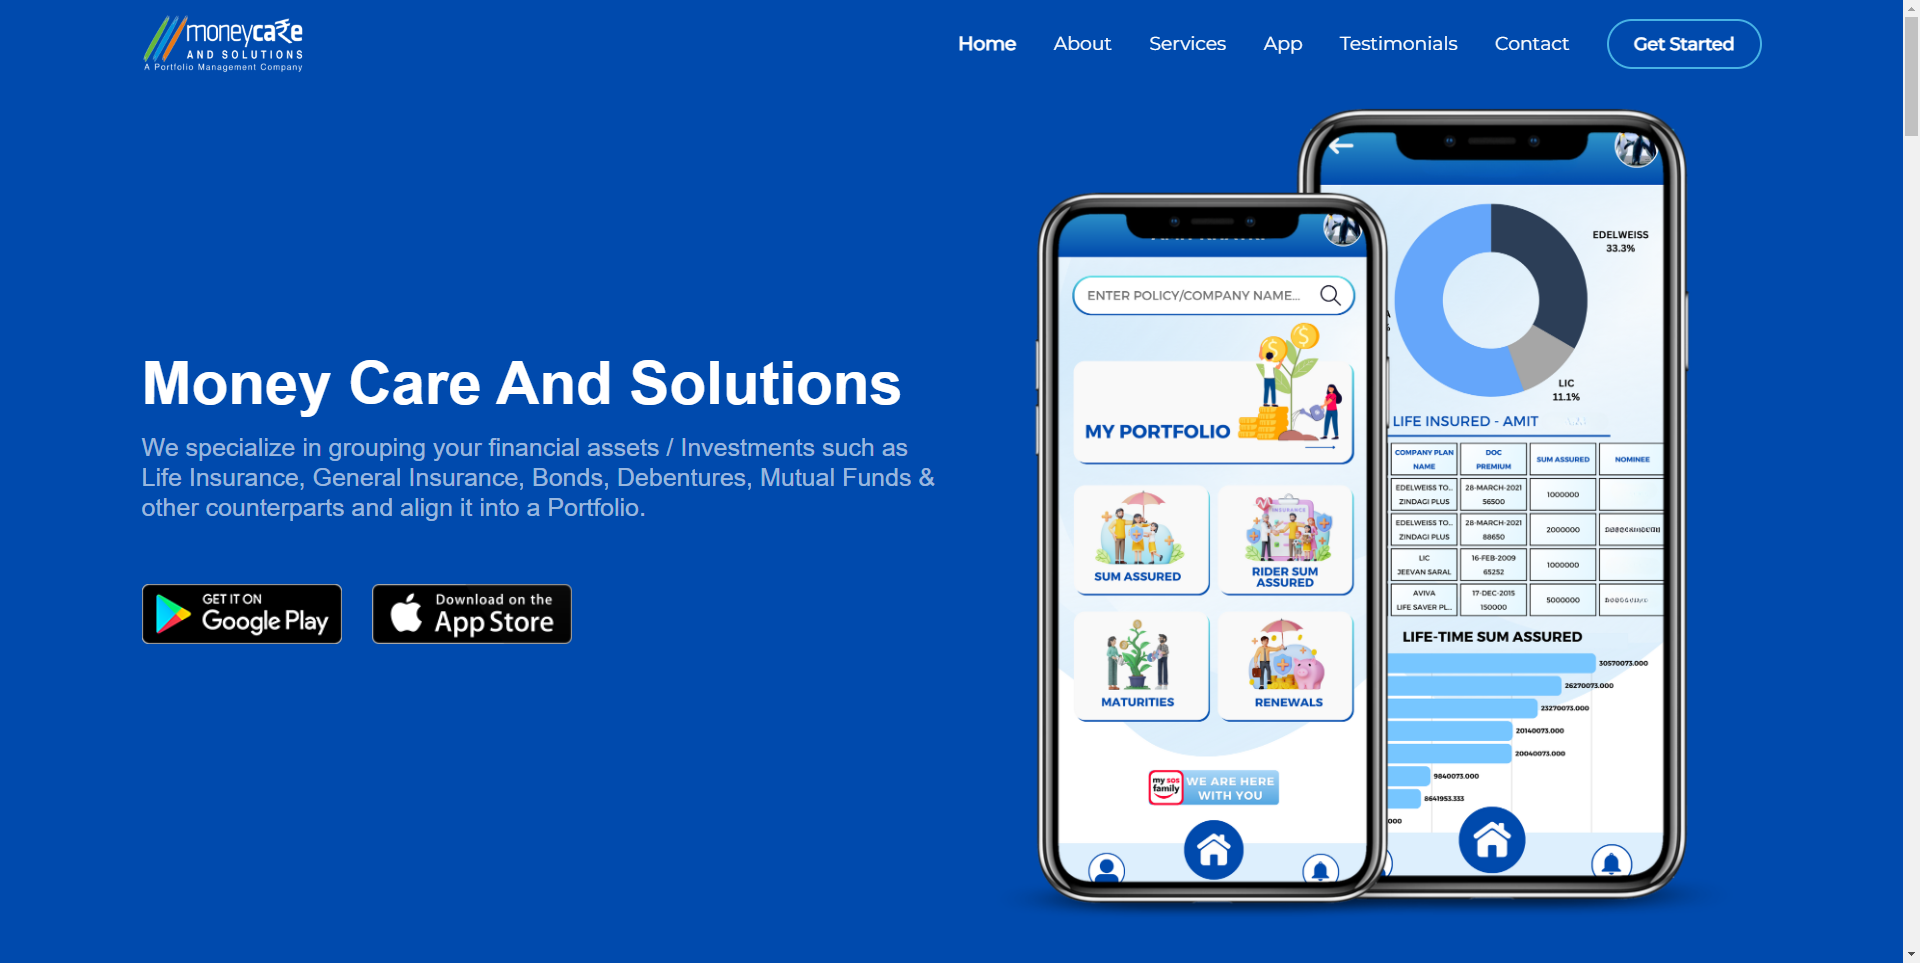 moneycare
AND SOLUTIONS
A Portfolio Management Company
Home
About
Services
App
Testimonials
Contact
Get Started
Money Care And Solutions
We specialize in grouping your financial assets / Investments such as
Life Insurance, General Insurance, Bonds, Debentures, Mutual Funds &
other counterparts and align it into a Portfolio.
GET IT ON
Google Play
Download on the
App Store
ENTER POLICY/COMPANY NAME...
MY PORTFOLIO
SUM ASSURED
INSURANCE
RIDER SUM
ASSURED
MATURITIES
RENEWALS
my sos
family
WE ARE HERE
WITH YOU
EDELWEISS
33.3%
LIC
11.1%
LIFE INSURED - AMIT
COMPANY PLAN
NAME
DOC
PREMIUM
SUM ASSURED
NOMINEE
EDELWEISS TO..
ZINDAGI PLUS
28-MARCH-2021
56500
1000000
EDELWEISS TO..
ZINDAGI PLUS
28-MARCH-2021
88650
2000000
LIC
JEEVAN SARAL
16-FEB-2009
65252
1000000
AVIVA
LIFE SAVER PL..
17-DEC-2015
150000
5000000
LIFE-TIME SUM ASSURED
30570073.000
26270073.000
23270073.000
20140073.000
20040073.000
9840073.000
8641953.333